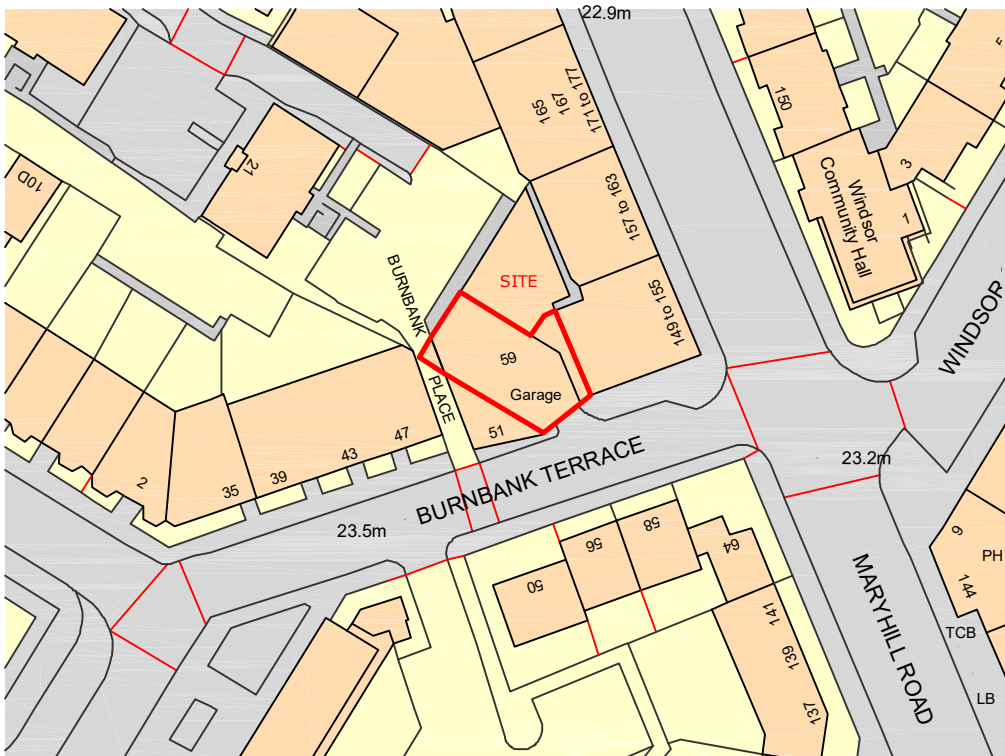 22.9m
171 to 177
167
165
150
21
10D
3
Windsor
Community Hall
1
157 to 163
BURNBANK
PLACE
SITE
149 to 155
WINDSOR
59
Garage
51
47
43
39
35
2
BURNBANK TERRACE
23.2m
23.5m
58
56
64
50
9
PH
144
141
139
137
MARYHILL ROAD
TCB
LB